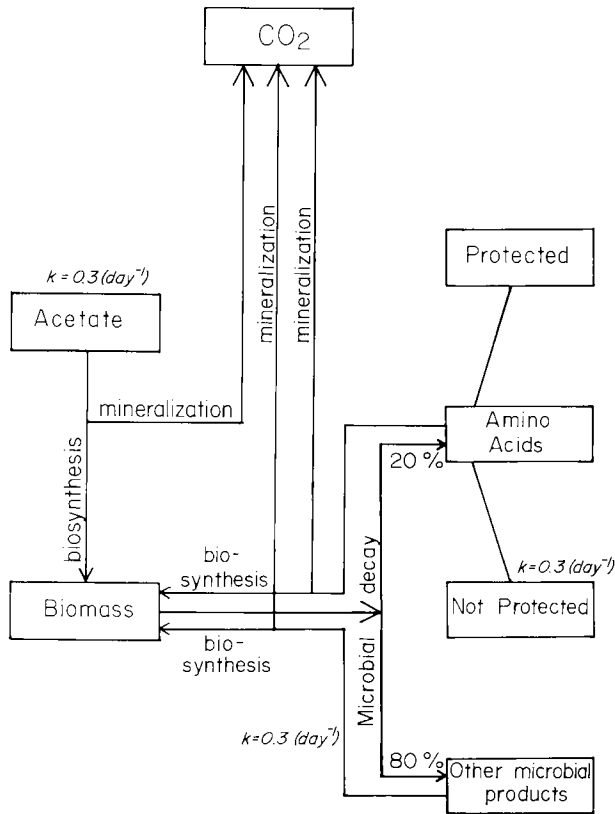 CO₂
Protected
k=0.3 (day⁻¹)
Acetate
mineralization
mineralization
mineralization
biosynthesis
Amino
Acids
20 %
decay
k=0.3 (day⁻¹)
bio-
synthesis
Biomass
Not Protected
bio-
synthesis
Microbial
k=0.3 (day⁻¹)
80 %
Other microbial
products